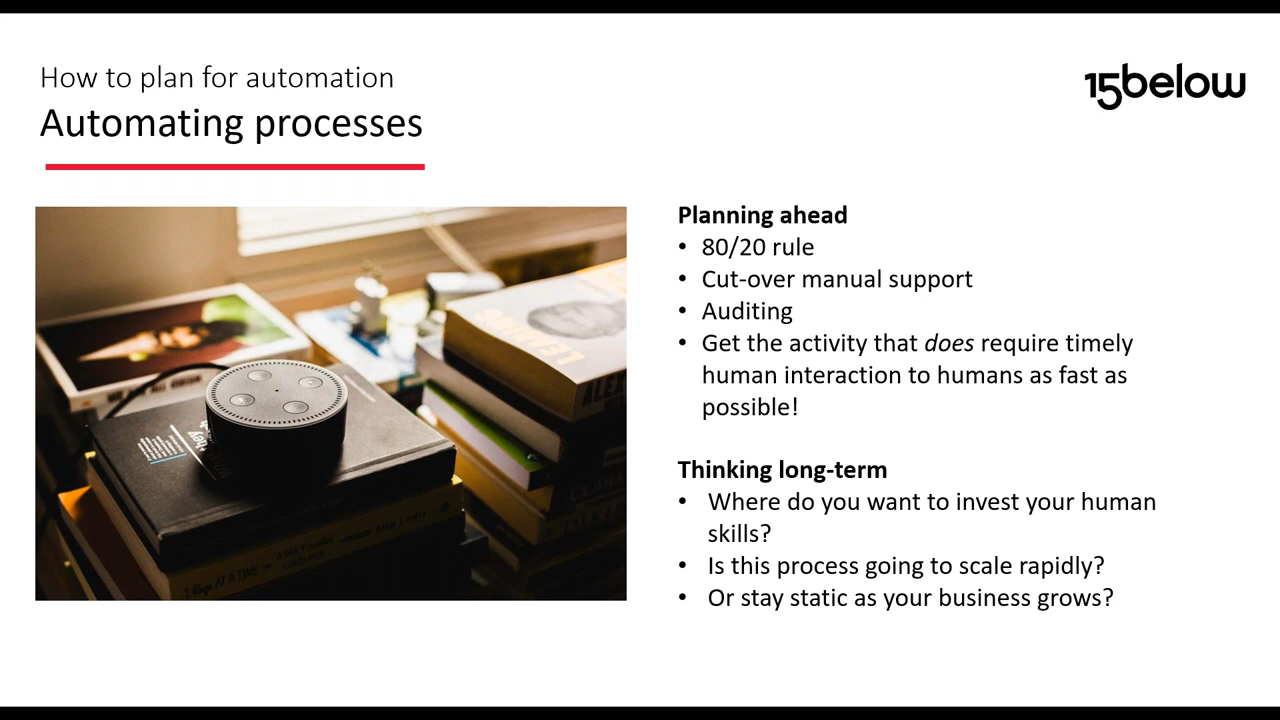 How to plan for automation
Automating processes
15below
Planning ahead
• 80/20 rule
• Cut-over manual support
• Auditing
• Get the activity that does require timely
human interaction to humans as fast as
possible!
Thinking long-term
• Where do you want to invest your human
skills?
• Is this process going to scale rapidly?
• Or stay static as your business grows?